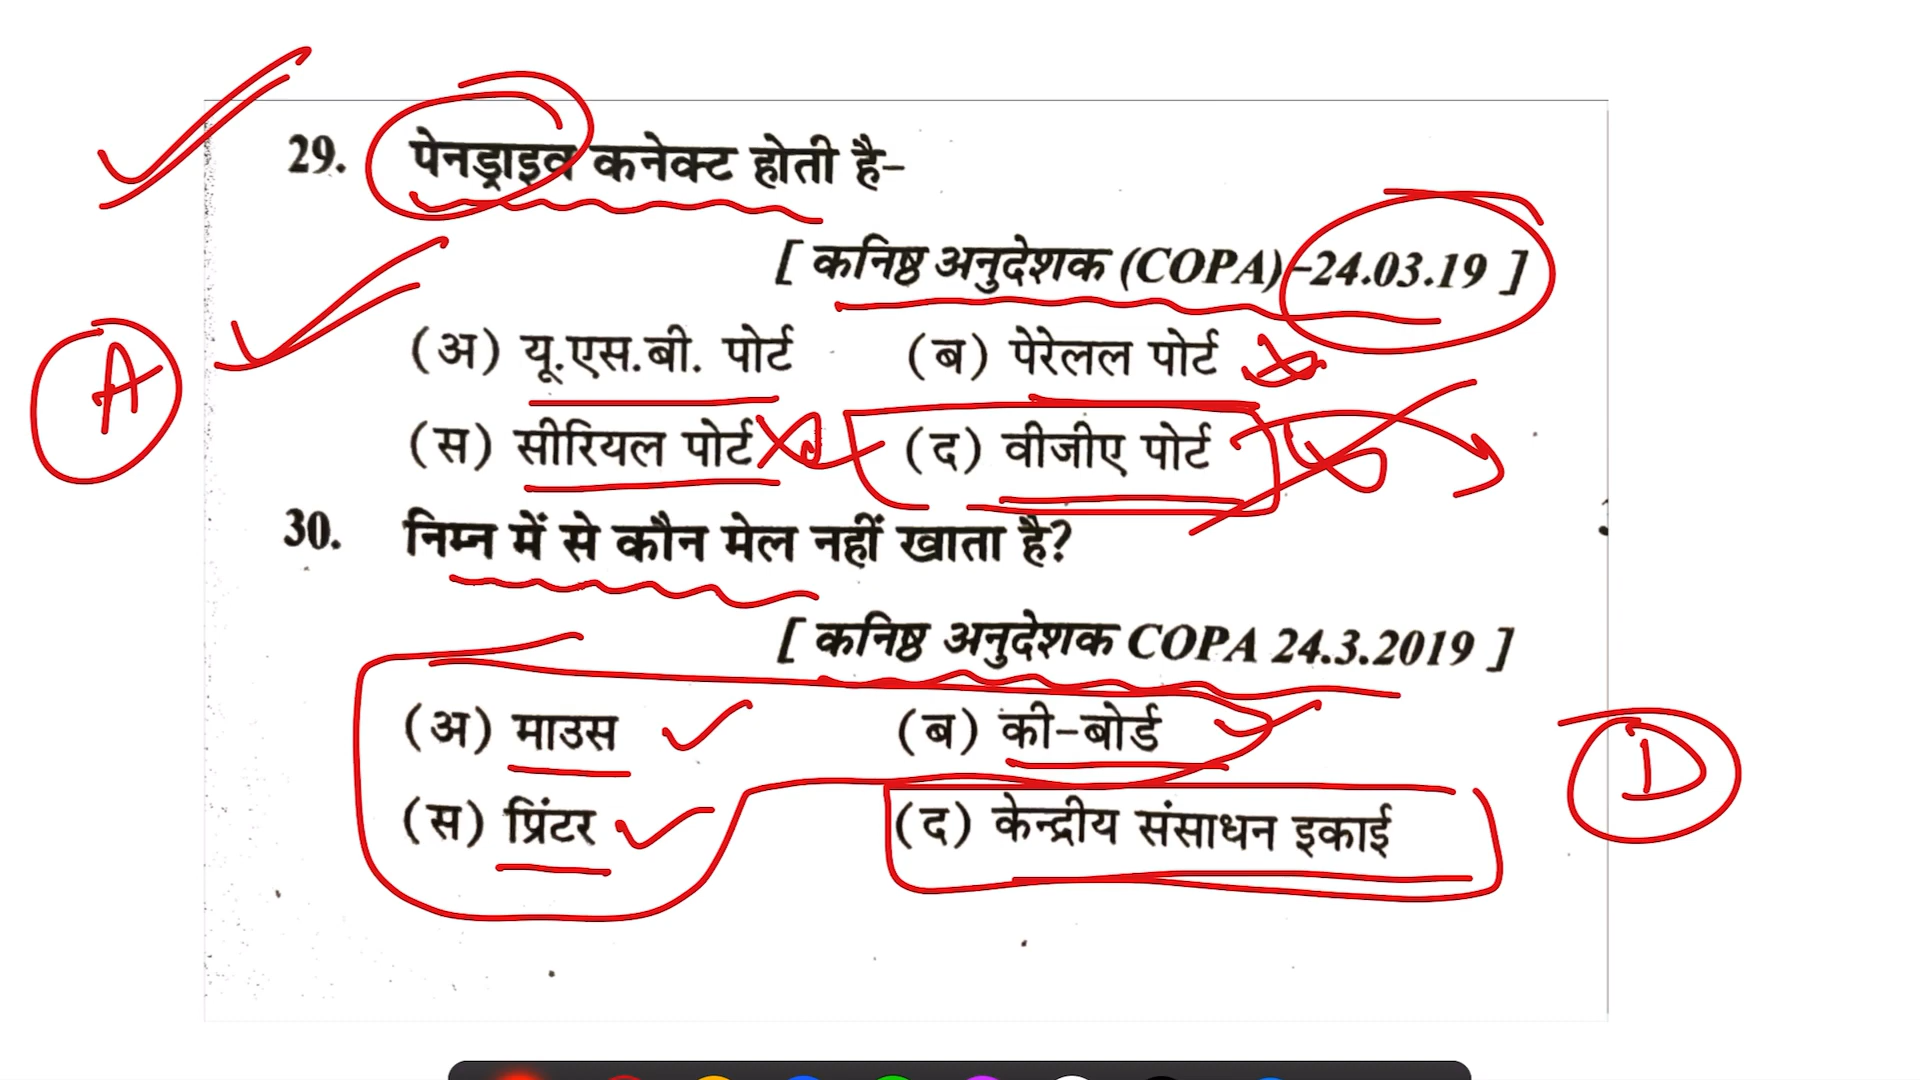 29. पेनड्राइव कनेक्ट होती है-
[ कनिष्ठ अनुदेशक (COPA)-24.03.19 ]
A
(अ) यू.एस.बी. पोर्ट (ब) पेरेलल पोर्ट
(स) सीरियल पोर्ट (द) वीजीए पोर्ट
30. निम्न में से कौन मेल नहीं खाता है?
[ कनिष्ठ अनुदेशक COPA 24.3.2019 ]
(अ) माउस (ब) की-बोर्ड
D
(स) प्रिंटर (द) केन्द्रीय संसाधन इकाई